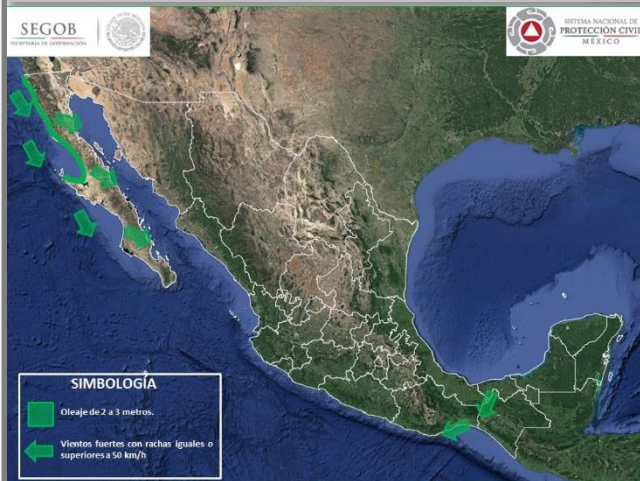 SEGOB
SECRETARÍA DE GOBERNACIÓN
SISTEMA NACIONAL DE
PROTECCIÓN CIVIL
MÉXICO
SIMBOLOGÍA
Oleaje de 2 a 3 metros.
Vientos fuertes con rachas iguales o
superiores a 50 km/h